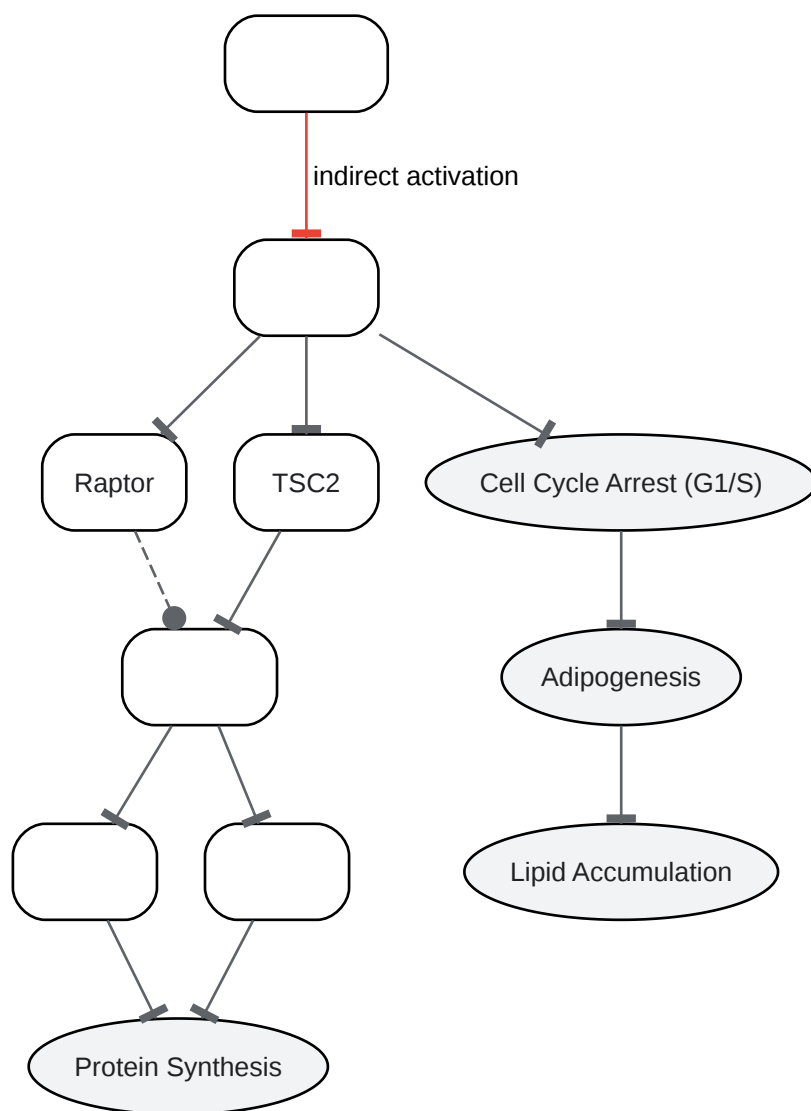 indirect activation
Raptor
TSC2
Cell Cycle Arrest (G1/S)
Adipogenesis
Lipid Accumulation
Protein Synthesis